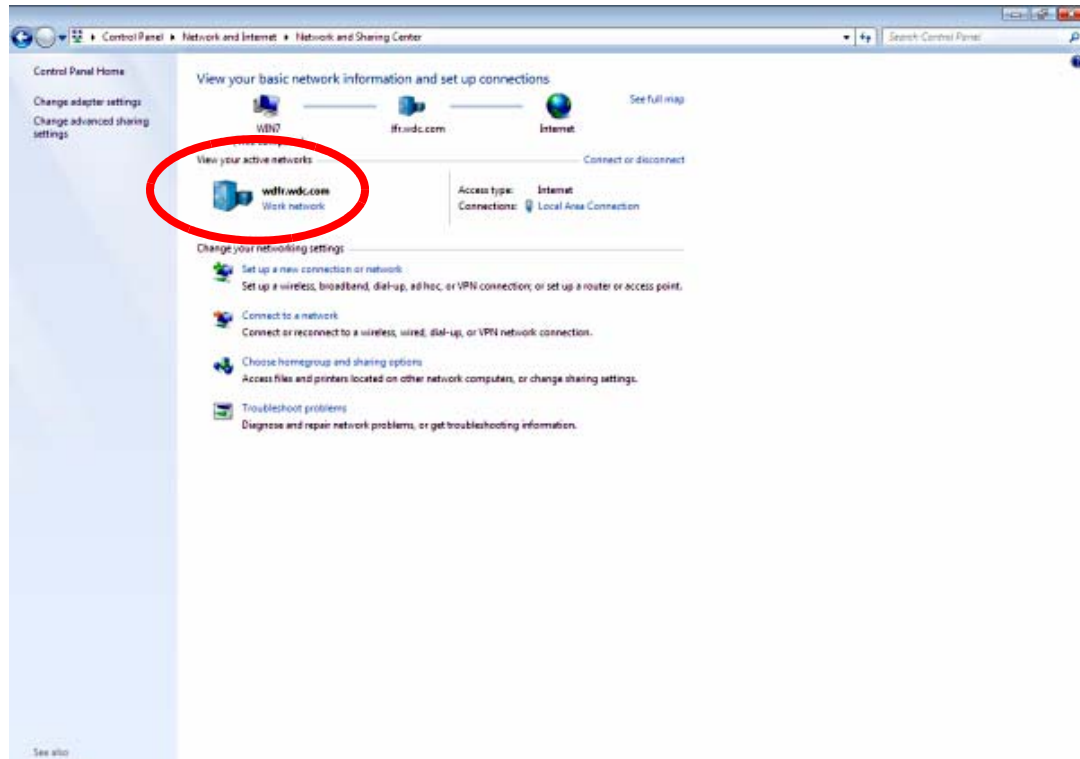 Control Panel ▸ Network and Internet ▸ Network and Sharing Center
Search Control Panel
Control Panel Home
Change adapter settings
Change advanced sharing
settings
View your basic network information and set up connections
See full map
WIN7
lfr.wdc.com
Internet
View your active networks
Connect or disconnect
wdlfr.wdc.com
Work network
Access type: Internet
Connections: Local Area Connection
Change your networking settings
Set up a new connection or network
Set up a wireless, broadband, dial-up, ad hoc, or VPN connection; or set up a router or access point.
Connect to a network
Connect or reconnect to a wireless, wired, dial-up, or VPN network connection.
Choose homegroup and sharing options
Access files and printers located on other network computers, or change sharing settings.
Troubleshoot problems
Diagnose and repair network problems, or get troubleshooting information.
See also